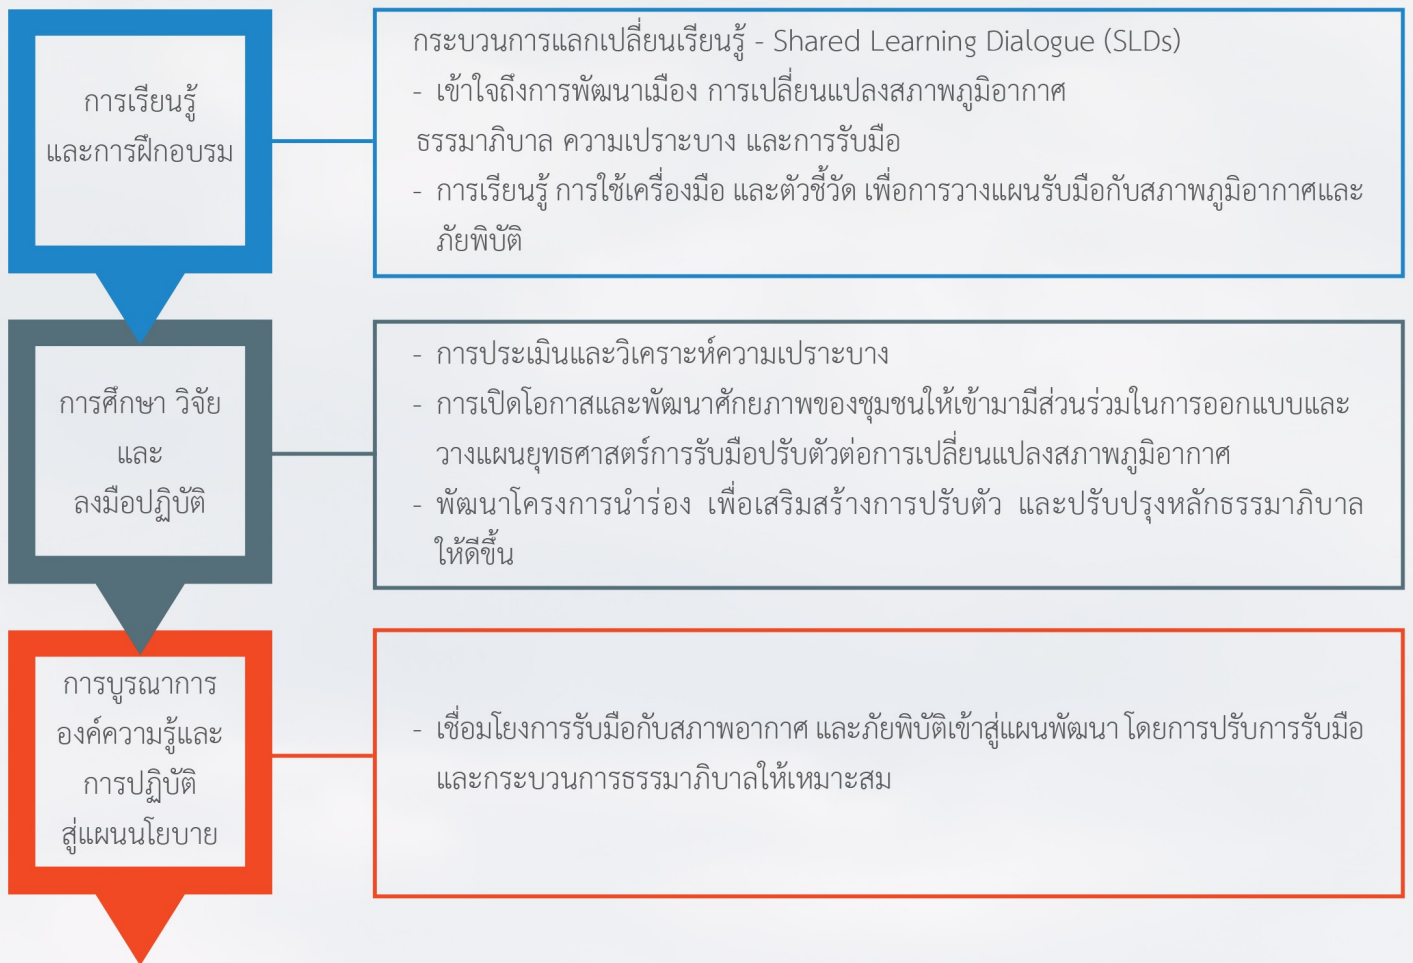 การเรียนรู้
และการฝึกอบรม
กระบวนการแลกเปลี่ยนเรียนรู้ - Shared Learning Dialogue (SLDs)
- เข้าใจถึงการพัฒนาเมือง การเปลี่ยนแปลงสภาพภูมิอากาศ
ธรรมาภิบาล ความเปราะบาง และการรับมือ
- การเรียนรู้ การใช้เครื่องมือ และตัวชี้วัด เพื่อการวางแผนรับมือกับสภาพภูมิอากาศและ
ภัยพิบัติ
การศึกษา วิจัย
และ
ลงมือปฏิบัติ
- การประเมินและวิเคราะห์ความเปราะบาง
- การเปิดโอกาสและพัฒนาศักยภาพของชุมชนให้เข้ามามีส่วนร่วมในการออกแบบและ
วางแผนยุทธศาสตร์การรับมือปรับตัวต่อการเปลี่ยนแปลงสภาพภูมิอากาศ
- พัฒนาโครงการนำร่อง เพื่อเสริมสร้างการปรับตัว และปรับปรุงหลักธรรมาภิบาล
ให้ดีขึ้น
การบูรณาการ
องค์ความรู้และ
การปฏิบัติ
สู่แผนนโยบาย
- เชื่อมโยงการรับมือกับสภาพอากาศ และภัยพิบัติเข้าสู่แผนพัฒนา โดยการปรับการรับมือ
และกระบวนการธรรมาภิบาลให้เหมาะสม